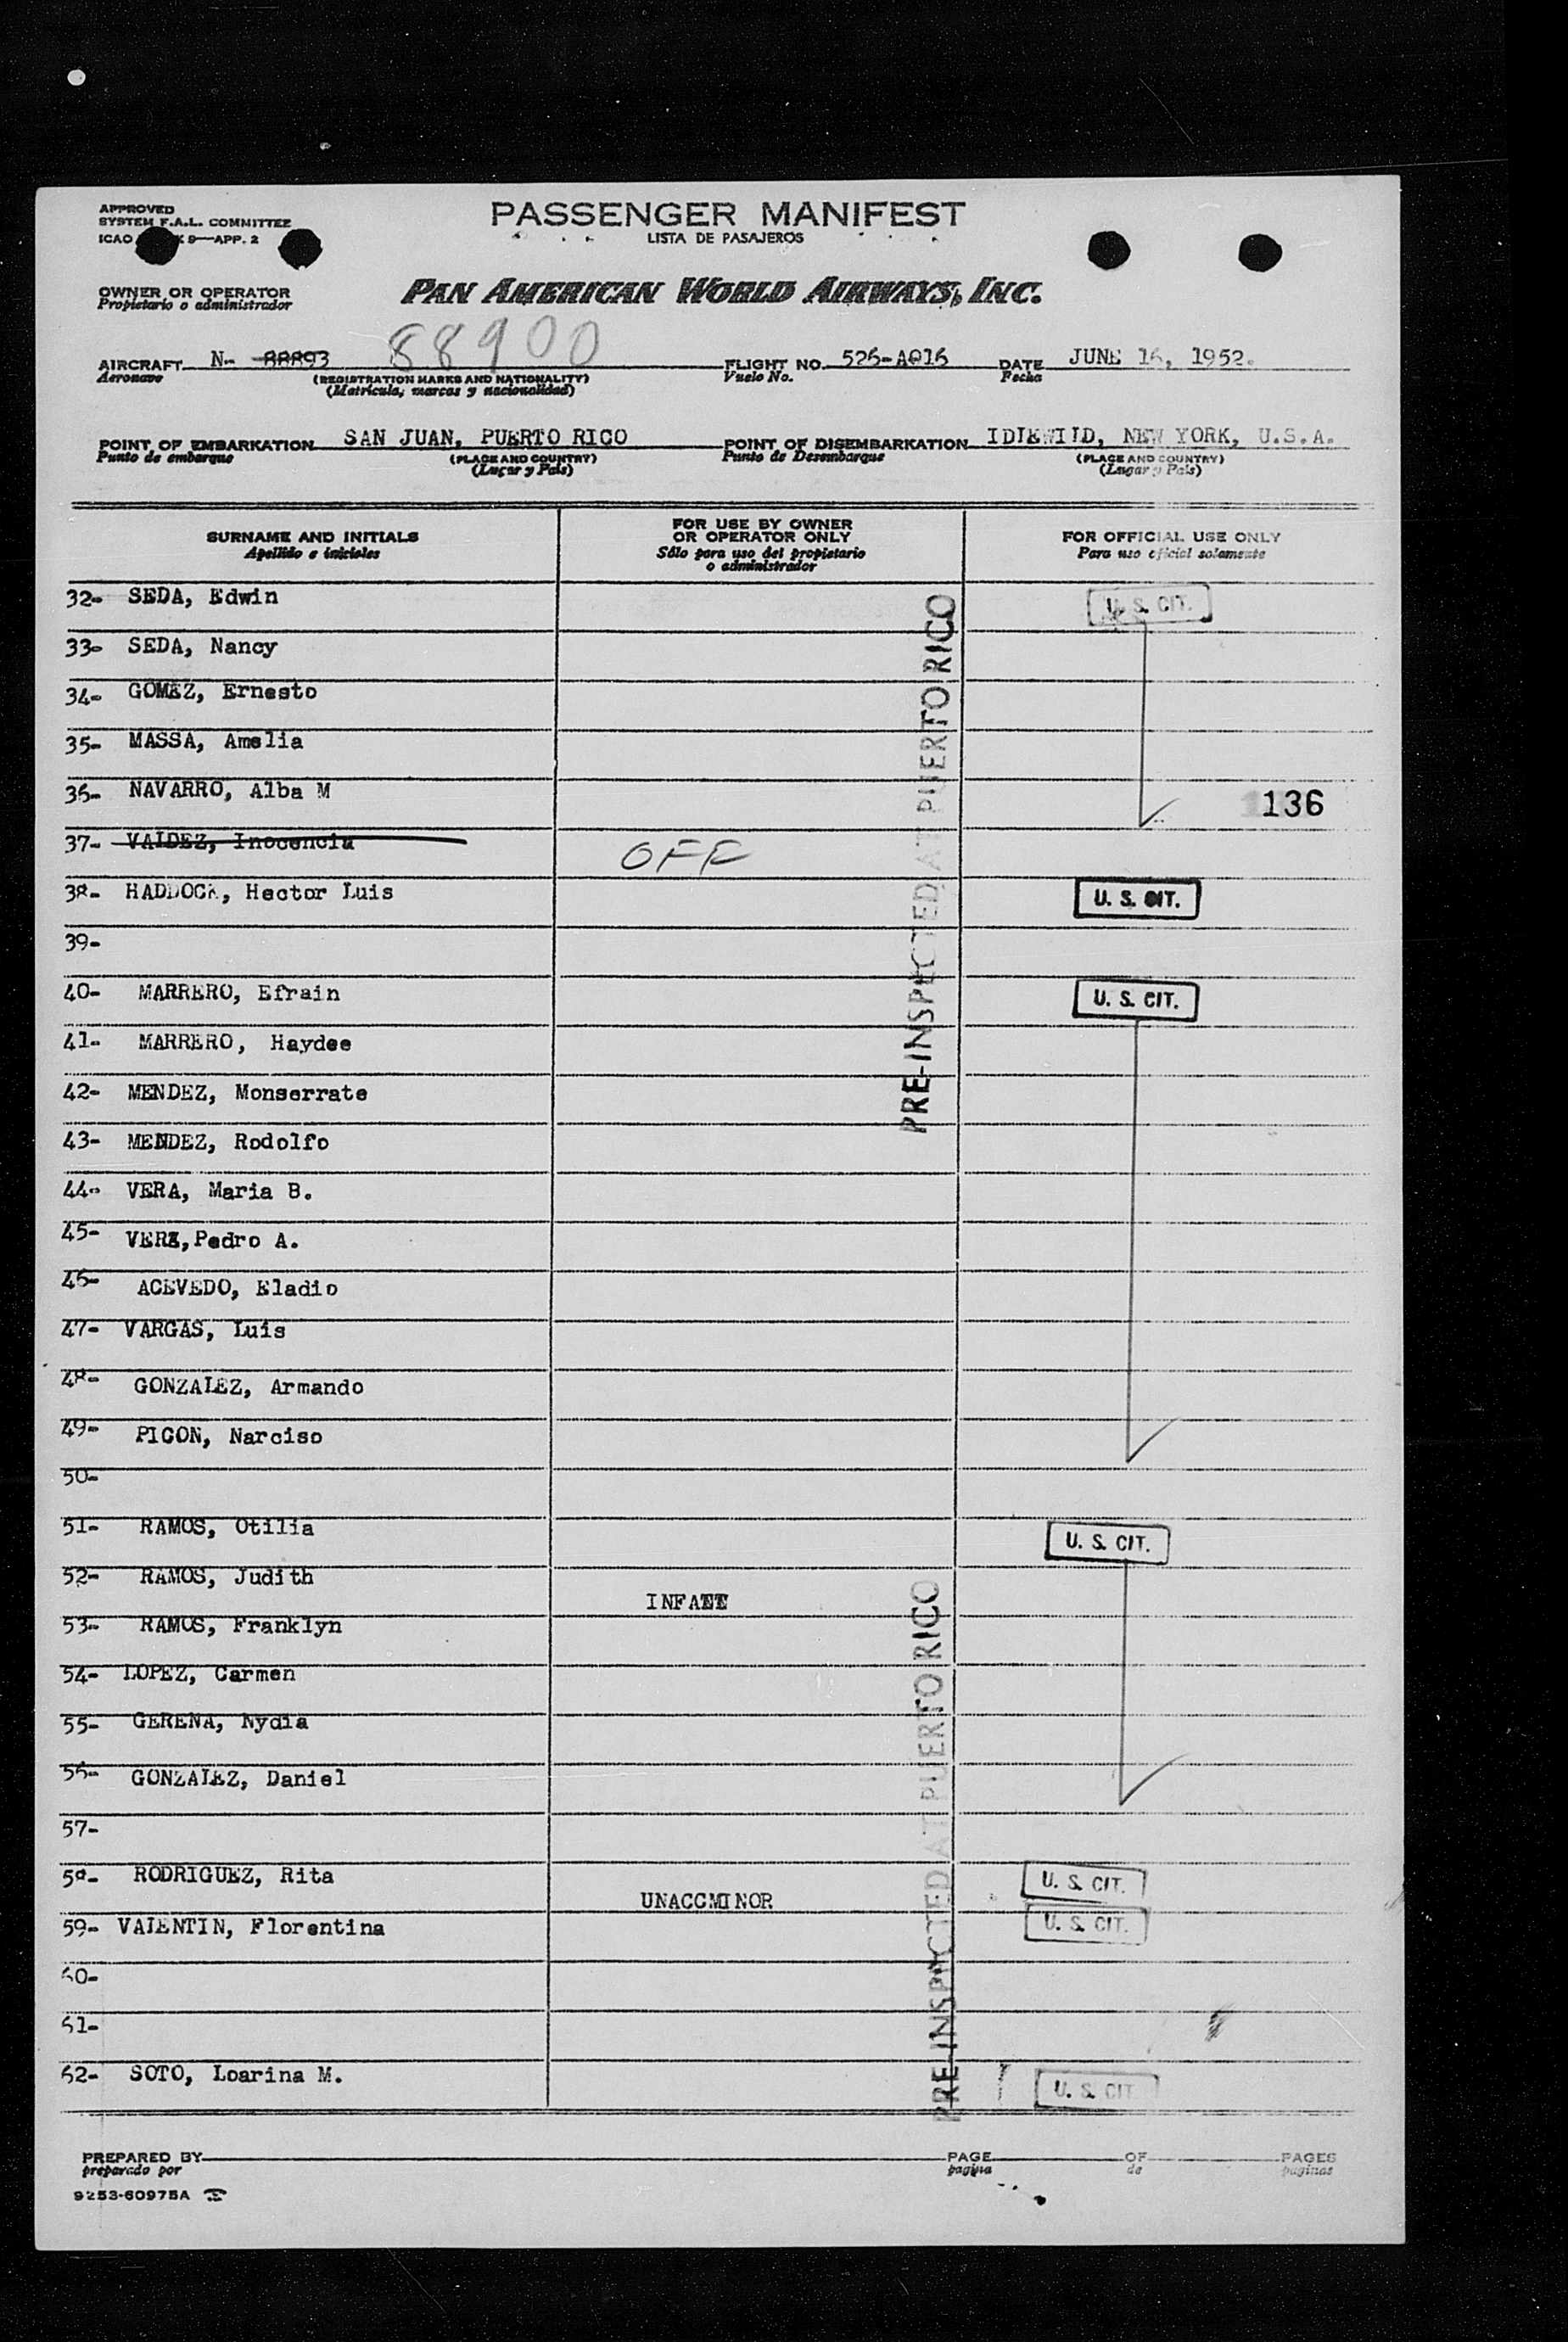 APPROVED
SYSTEM F.A.L. COMMITTEE
ICAO 9—APP. 2
PASSENGER MANIFEST
LISTA DE PASAJEROS
OWNER OR OPERATOR
Propietario o administrador
PAN AMERICAN WORLD AIRWAYS, INC.
AIRCRAFT N- 88893 88900 FLIGHT NO. 526-A016 DATE JUNE 16, 1952.
Aeronave (REGISTRATION MARKS AND NATIONALITY) Vuelo No. Fecha
(Matrícula, marcas y nacionalidad)
POINT OF EMBARKATION SAN JUAN, PUERTO RICO POINT OF DISEMBARKATION IDIEWIID, NEW YORK, U.S.A.
Punto de embarque (PLACE AND COUNTRY) Punto de Desembarque (PLACE AND COUNTRY)
(Lugar y País) (Lugar y País)
SURNAME AND INITIALS FOR USE BY OWNER OR OPERATOR ONLY FOR OFFICIAL USE ONLY
Apellido e iniciales Sólo para uso del propietario o administrador Para uso oficial solamente
32- SEDA, Edwin U. S. CIT.
33- SEDA, Nancy
34- GOMEZ, Ernesto
35- MASSA, Amelia
36- NAVARRO, Alba M 136
37- VAIDEZ, Inocencia OFF
38- HADDOCK, Hector Luis U. S. CIT.
39-
40- MARRERO, Efrain U. S. CIT.
41- MARRERO, Haydee
42- MENDEZ, Monserrate
43- MENDEZ, Rodolfo
44- VERA, Maria B.
45- VERA, Pedro A.
46- ACEVEDO, Eladio
47- VARGAS, Luis
48- GONZALEZ, Armando
49- PICON, Narciso
50-
51- RAMOS, Otilia U. S. CIT.
52- RAMOS, Judith
INFANT
53- RAMOS, Franklyn
54- LOPEZ, Carmen
55- GERENA, Nydia
56- GONZALEZ, Daniel
57-
58- RODRIGUEZ, Rita U. S. CIT.
UNACCMINOR
59- VAIENTIN, Florentina U. S. CIT.
60-
61-
62- SOTO, Loarina M. U. S. CIT
PRE-INSPECTED AT PUERTO RICO
PRE-INSPECTED AT PUERTO RICO
PREPARED BY PAGE OF PAGES
preparado por pagina de paginas
9253-60975A